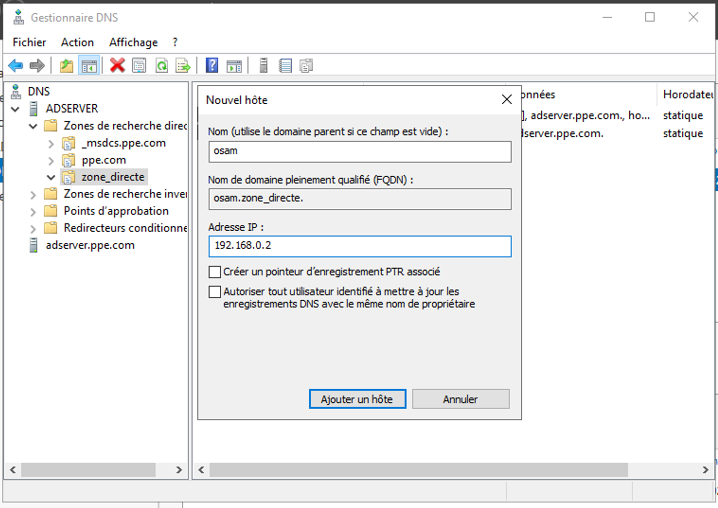 Gestionnaire DNS
Fichier Action Affichage ?
DNS
ADSERVER
Zones de recherche direc
_msdcs.ppe.com
ppe.com
zone_directe
Zones de recherche inver
Points d'approbation
Redirecteurs conditionne
adserver.ppe.com
onnées Horodate
], adserver.ppe.com., ho... statique
dserver.ppe.com. statique
Nouvel hôte
Nom (utilise le domaine parent si ce champ est vide) :
osam
Nom de domaine pleinement qualifié (FQDN) :
osam.zone_directe.
Adresse IP :
192.168.0.2
Créer un pointeur d'enregistrement PTR associé
Autoriser tout utilisateur identifié à mettre à jour les
enregistrements DNS avec le même nom de propriétaire
Ajouter un hôte Annuler